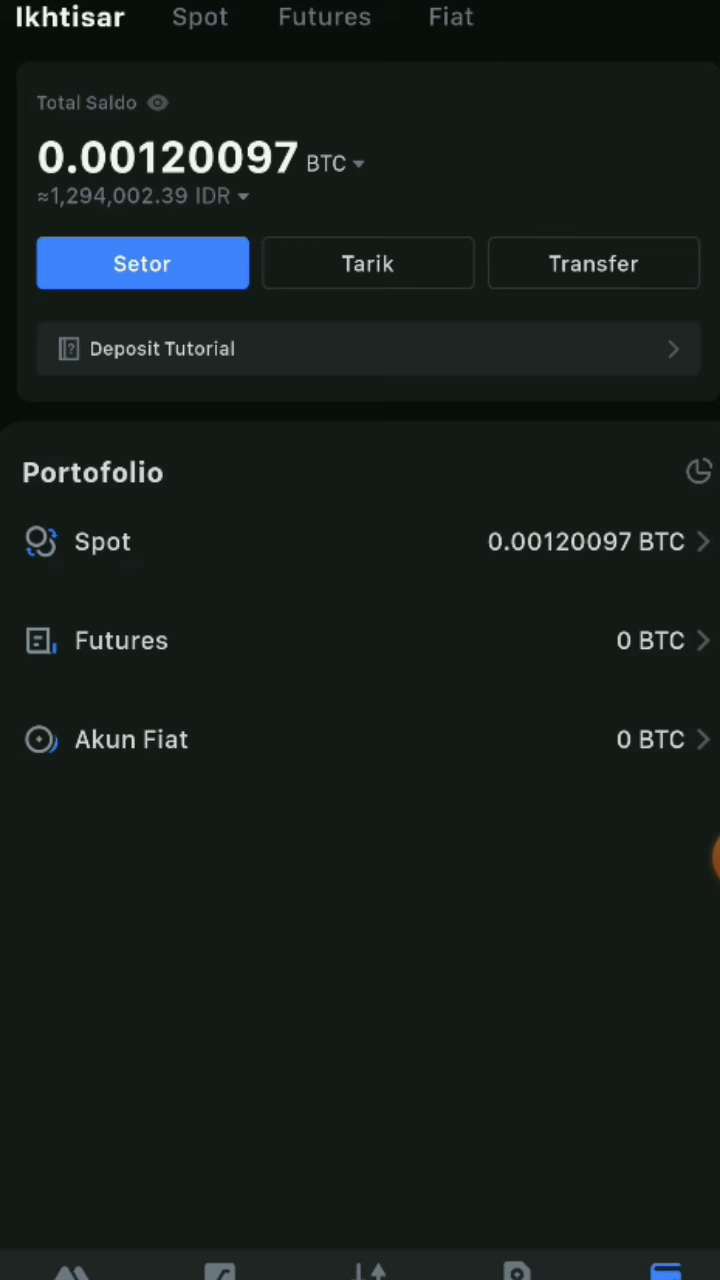 Ikhtisar Spot Futures Fiat
Total Saldo
0.00120097 BTC
≈1,294,002.39 IDR
Setor Tarik Transfer
Deposit Tutorial
Portofolio
Spot 0.00120097 BTC
Futures 0 BTC
Akun Fiat 0 BTC